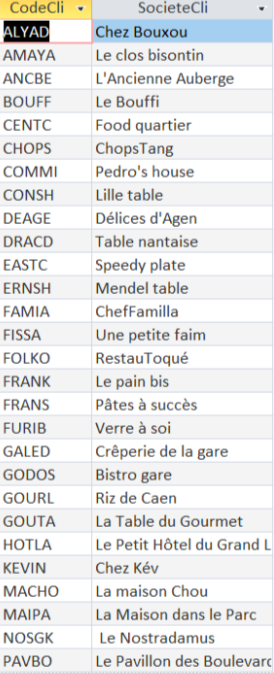 CodeCli SocieteCli
ALYAD Chez Bouxou
AMAYA Le clos bisontin
ANCBE L'Ancienne Auberge
BOUFF Le Bouffi
CENTC Food quartier
CHOPS ChopsTang
COMMI Pedro's house
CONSH Lille table
DEAGE Délices d'Agen
DRACD Table nantaise
EASTC Speedy plate
ERNSH Mendel table
FAMIA ChefFamilla
FISSA Une petite faim
FOLKO RestauToqué
FRANK Le pain bis
FRANS Pâtes à succès
FURIB Verre à soi
GALED Crêperie de la gare
GODOS Bistro gare
GOURL Riz de Caen
GOUTA La Table du Gourmet
HOTLA Le Petit Hôtel du Grand L
KEVIN Chez Kév
MACHO La maison Chou
MAIPA La Maison dans le Parc
NOSGK Le Nostradamus
PAVBO Le Pavillon des Boulevard